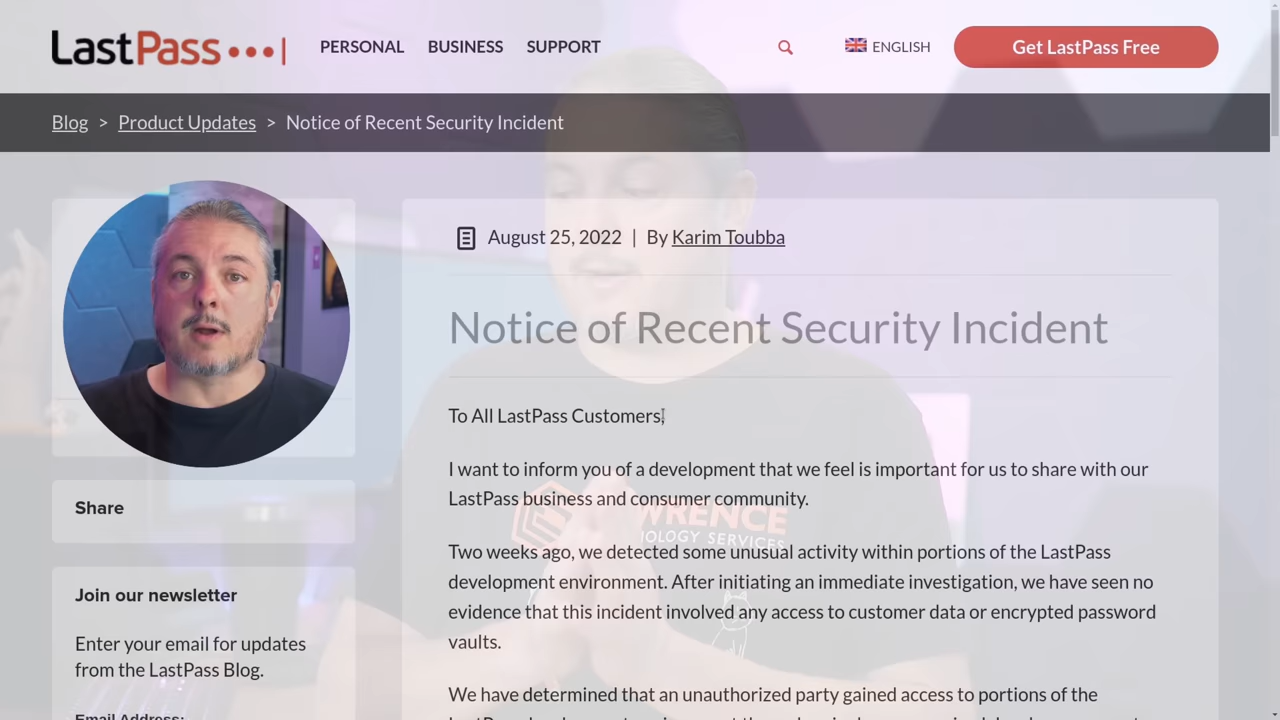 LastPass
PERSONAL BUSINESS SUPPORT
ENGLISH
Get LastPass Free
Blog > Product Updates > Notice of Recent Security Incident
August 25, 2022 | By Karim Toubba
Notice of Recent Security Incident
To All LastPass Customers,
I want to inform you of a development that we feel is important for us to share with our
LastPass business and consumer community.
Two weeks ago, we detected some unusual activity within portions of the LastPass
development environment. After initiating an immediate investigation, we have seen no
evidence that this incident involved any access to customer data or encrypted password
vaults.
We have determined that an unauthorized party gained access to portions of the
Share
Join our newsletter
Enter your email for updates
from the LastPass Blog.
Email Address:
WRENCE
OLOGY SERVICES